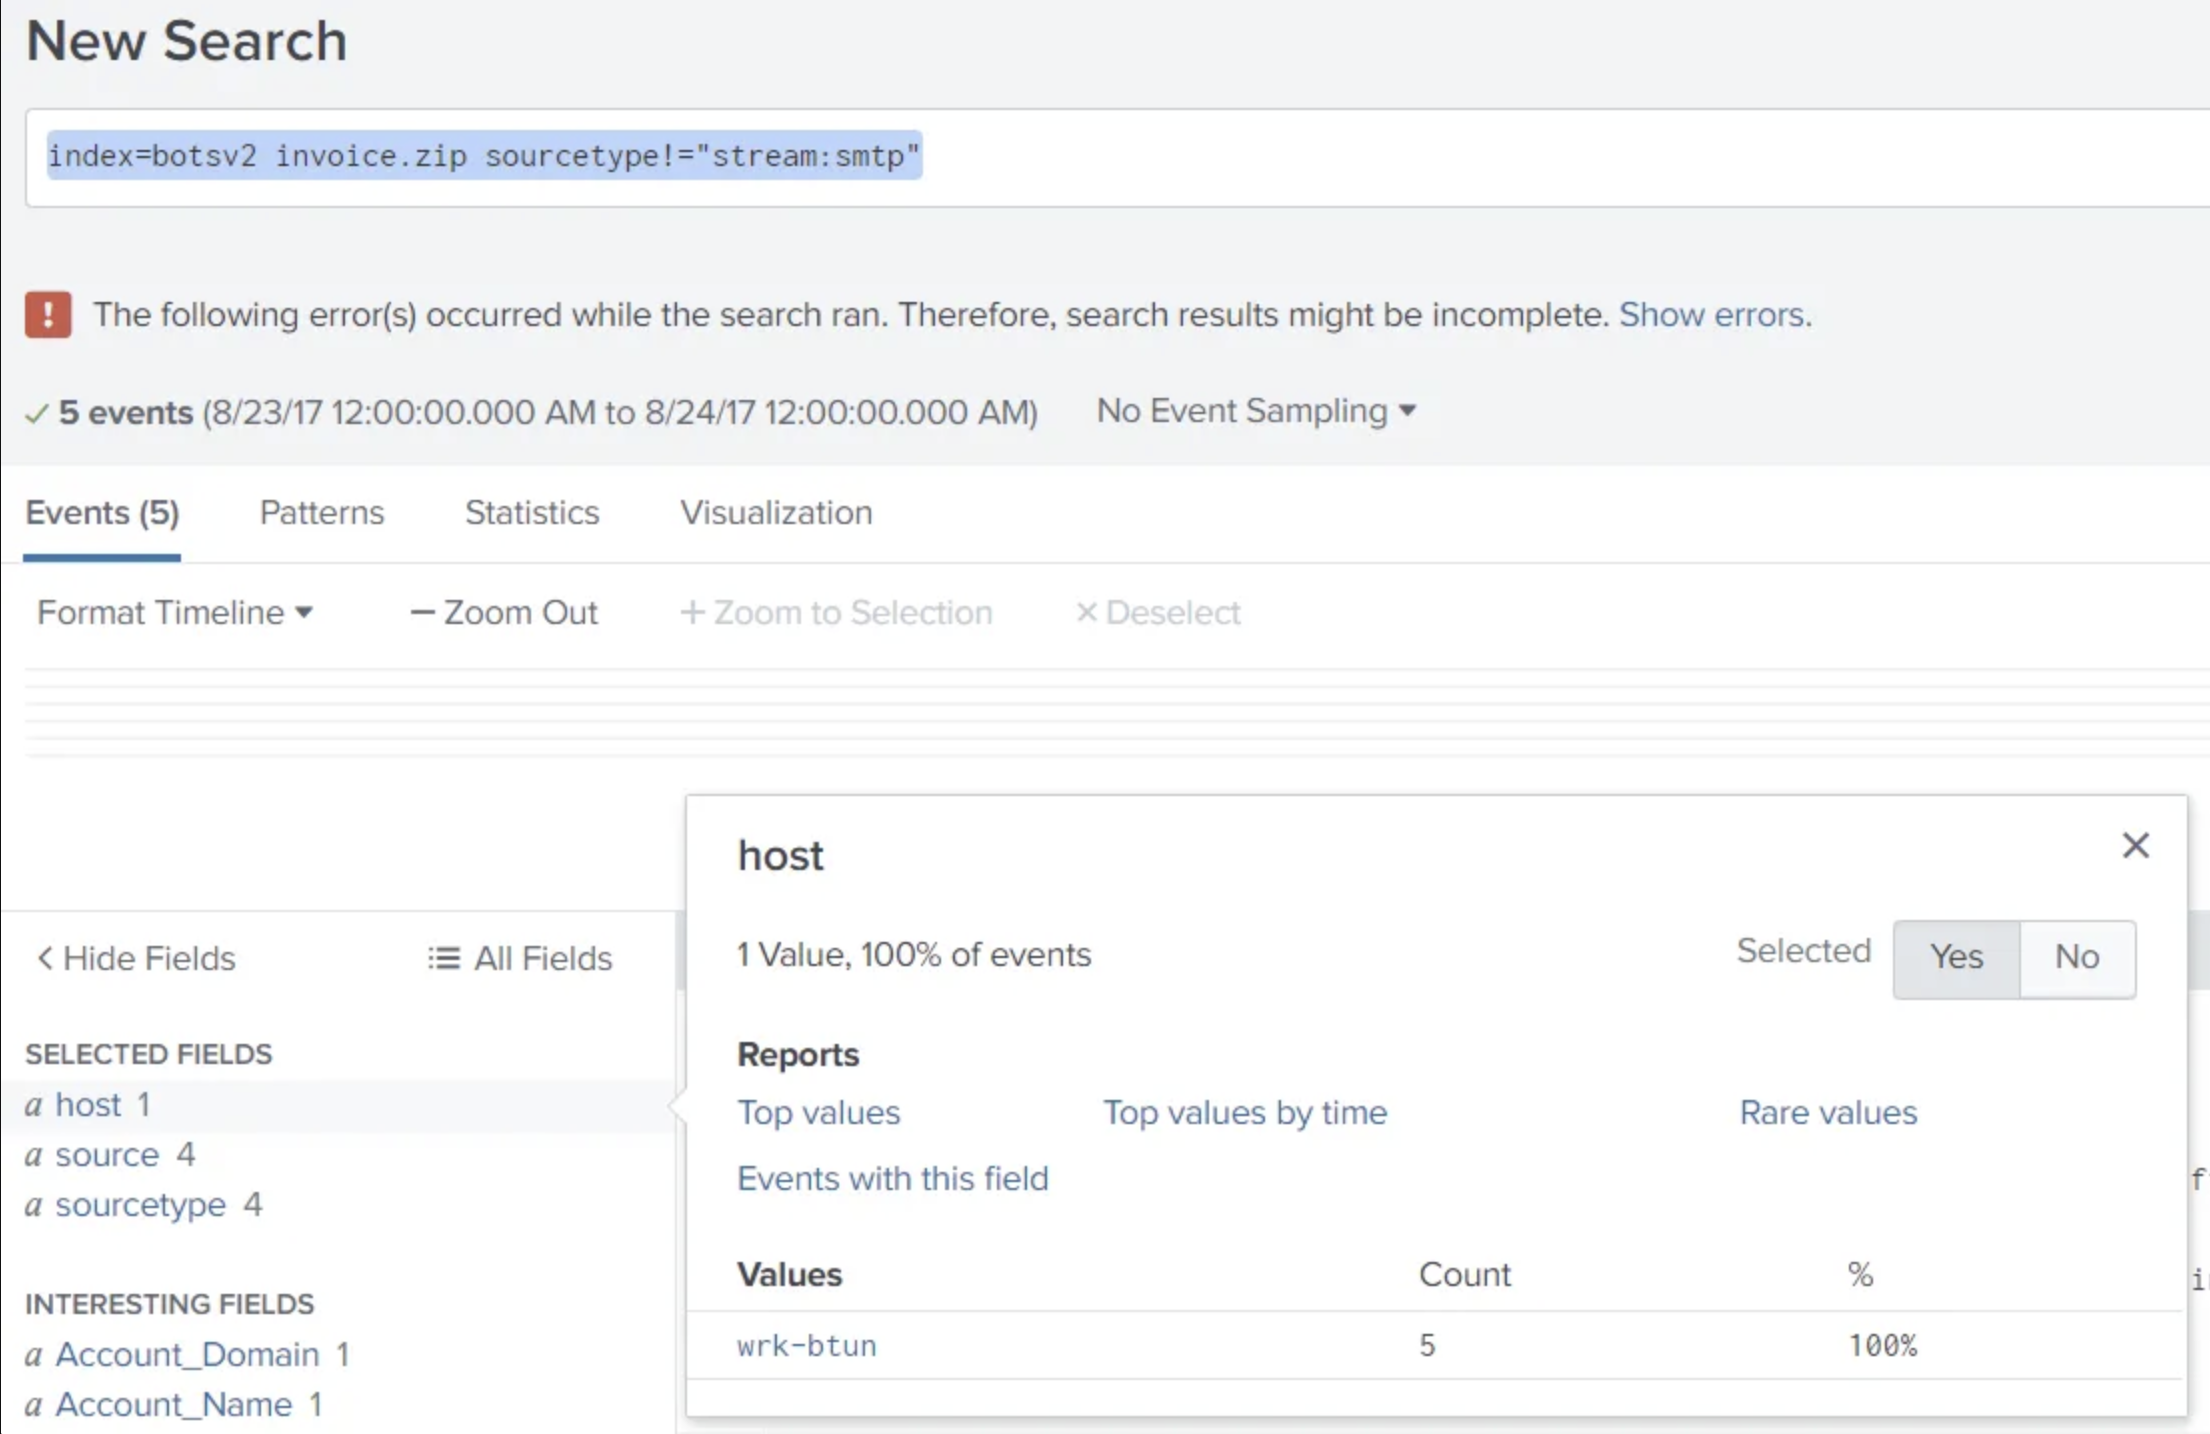 New Search
index=botsv2 invoice.zip sourcetype!="stream:smtp"
! The following error(s) occurred while the search ran. Therefore, search results might be incomplete. Show errors.
✓ 5 events (8/23/17 12:00:00.000 AM to 8/24/17 12:00:00.000 AM) No Event Sampling
Events (5) Patterns Statistics Visualization
Format Timeline — Zoom Out + Zoom to Selection × Deselect
< Hide Fields All Fields
SELECTED FIELDS
a host 1
a source 4
a sourcetype 4
INTERESTING FIELDS
a Account_Domain 1
a Account_Name 1
host
1 Value, 100% of events Selected Yes No
Reports
Top values Top values by time Rare values
Events with this field
Values Count %
wrk-btun 5 100%